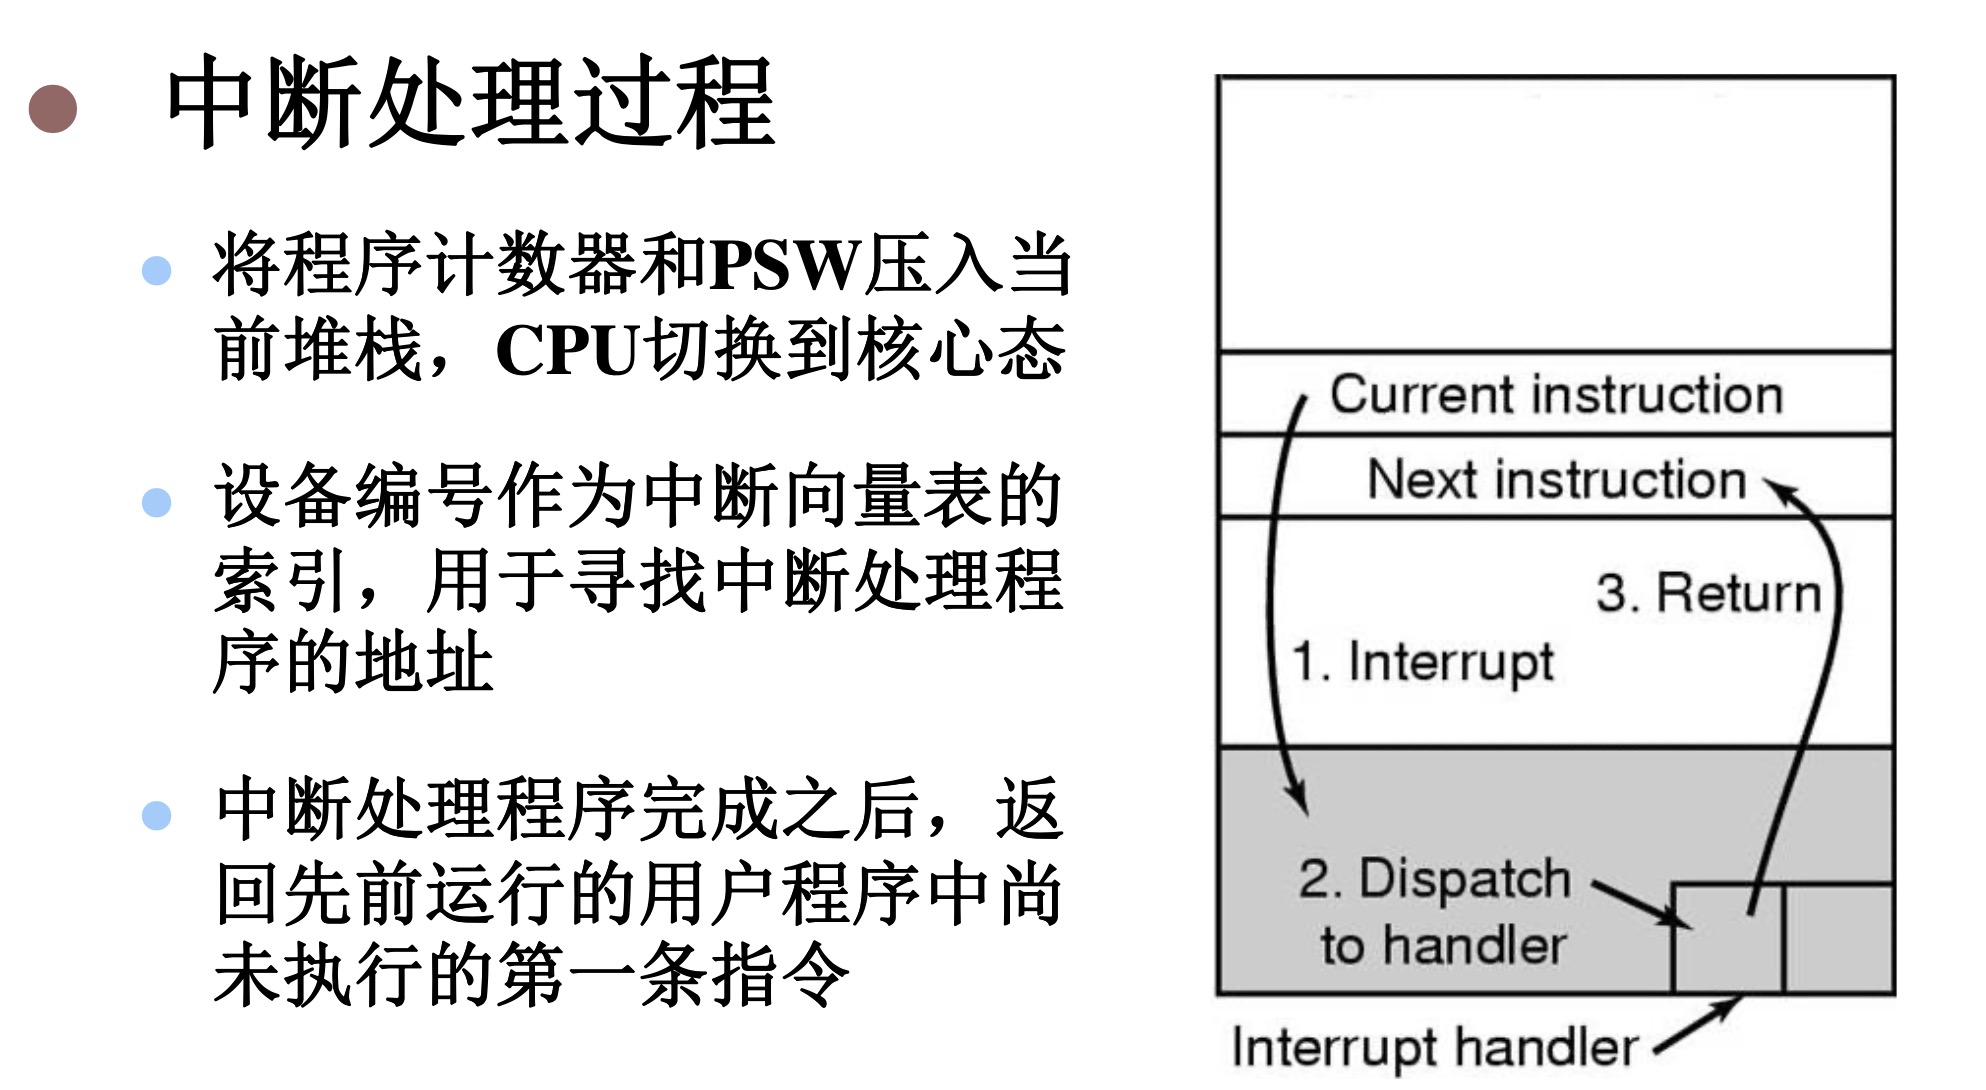 中断处理过程
将程序计数器和PSW压入当
前堆栈，CPU切换到核心态
设备编号作为中断向量表的
索引，用于寻找中断处理程
序的地址
中断处理程序完成之后，返
回先前运行的用户程序中尚
未执行的第一条指令
Current instruction
Next instruction
3. Return
1. Interrupt
2. Dispatch
to handler
Interrupt handler